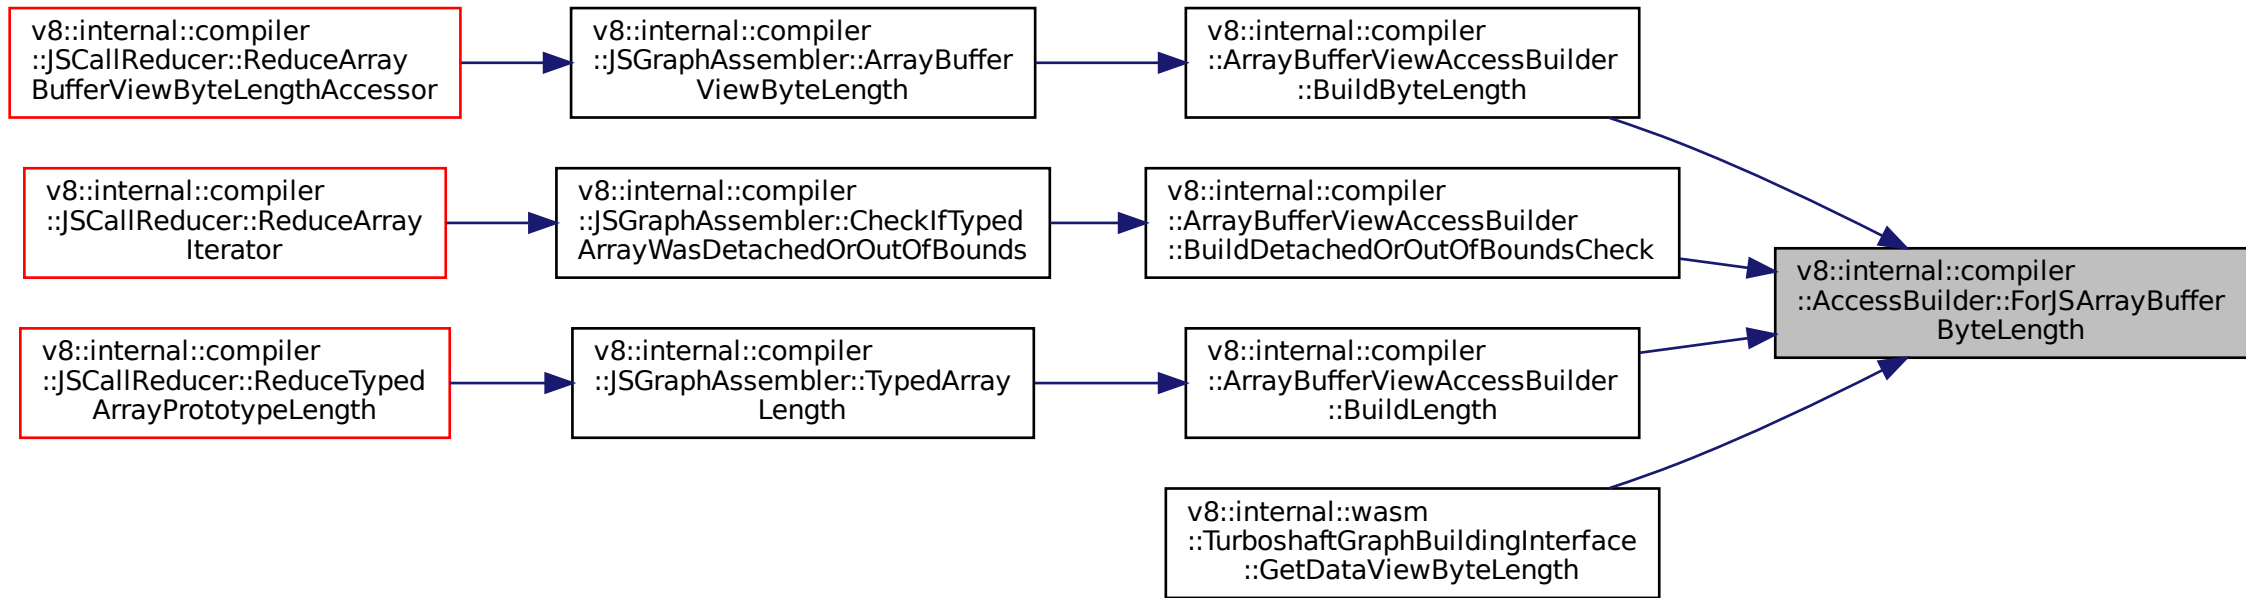 v8::internal::compiler
::JSCallReducer::ReduceArray
BufferViewByteLengthAccessor
v8::internal::compiler
::JSGraphAssembler::ArrayBuffer
ViewByteLength
v8::internal::compiler
::ArrayBufferViewAccessBuilder
::BuildByteLength
v8::internal::compiler
::JSCallReducer::ReduceArray
Iterator
v8::internal::compiler
::JSGraphAssembler::CheckIfTyped
ArrayWasDetachedOrOutOfBounds
v8::internal::compiler
::ArrayBufferViewAccessBuilder
::BuildDetachedOrOutOfBoundsCheck
v8::internal::compiler
::AccessBuilder::ForJSArrayBuffer
ByteLength
v8::internal::compiler
::JSCallReducer::ReduceTyped
ArrayPrototypeLength
v8::internal::compiler
::JSGraphAssembler::TypedArray
Length
v8::internal::compiler
::ArrayBufferViewAccessBuilder
::BuildLength
v8::internal::wasm
::TurboshaftGraphBuildingInterface
::GetDataViewByteLength